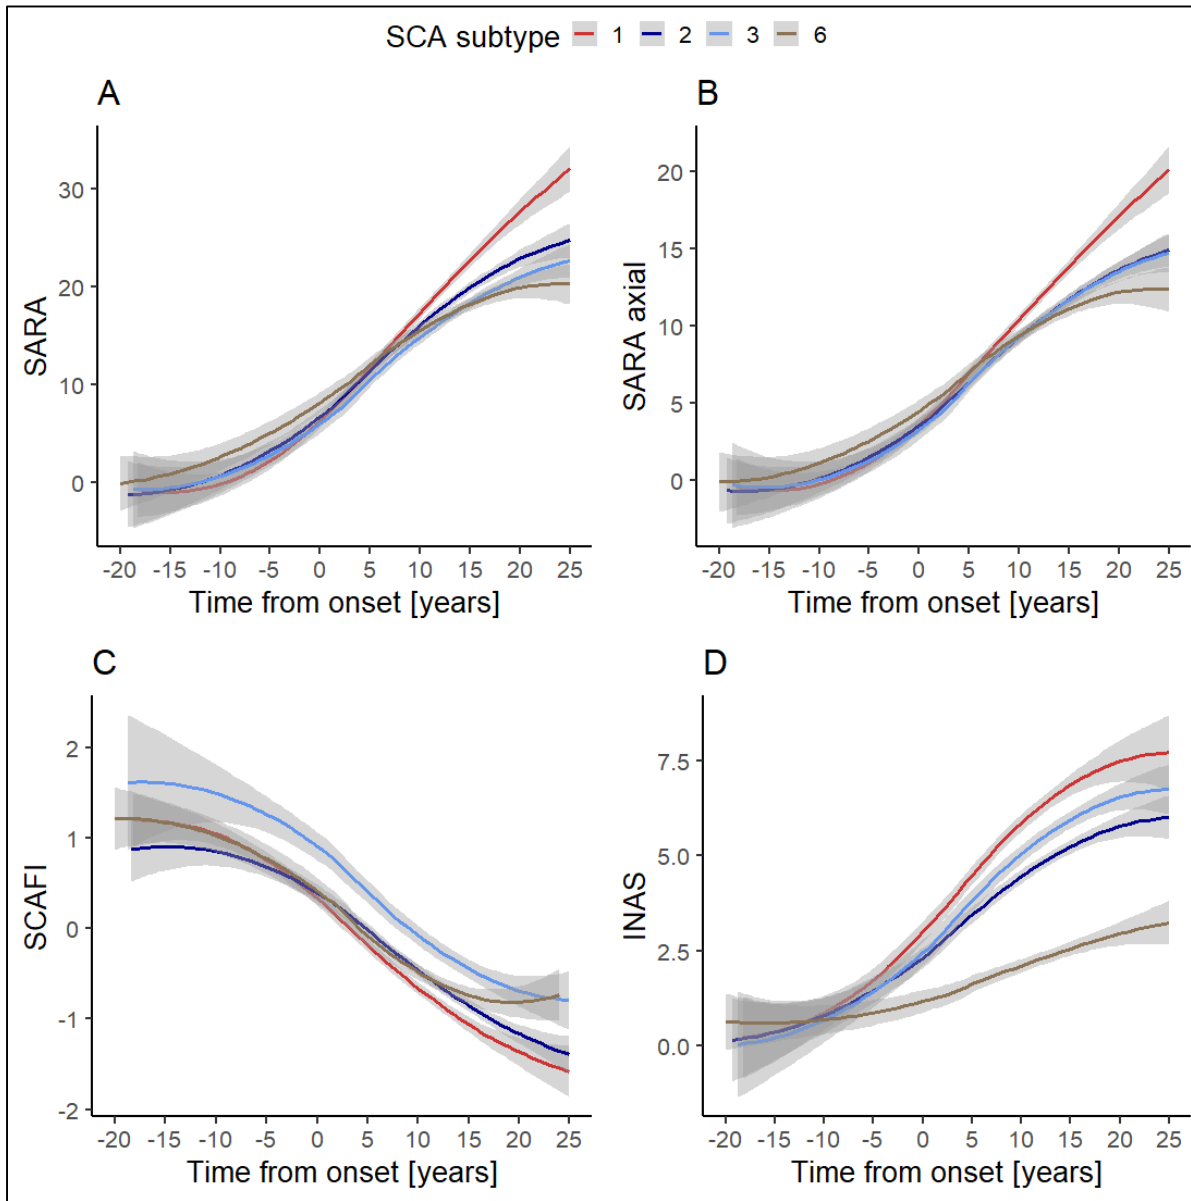 SCA subtype 1 2 3 6
A
SARA
30
20
10
0
-20 -15 -10 -5 0 5 10 15 20 25
Time from onset [years]
B
SARA axial
20
15
10
5
0
-20 -15 -10 -5 0 5 10 15 20 25
Time from onset [years]
C
SCAFI
2
1
0
-1
-2
-20 -15 -10 -5 0 5 10 15 20 25
Time from onset [years]
D
INAS
7.5
5.0
2.5
0.0
-20 -15 -10 -5 0 5 10 15 20 25
Time from onset [years]